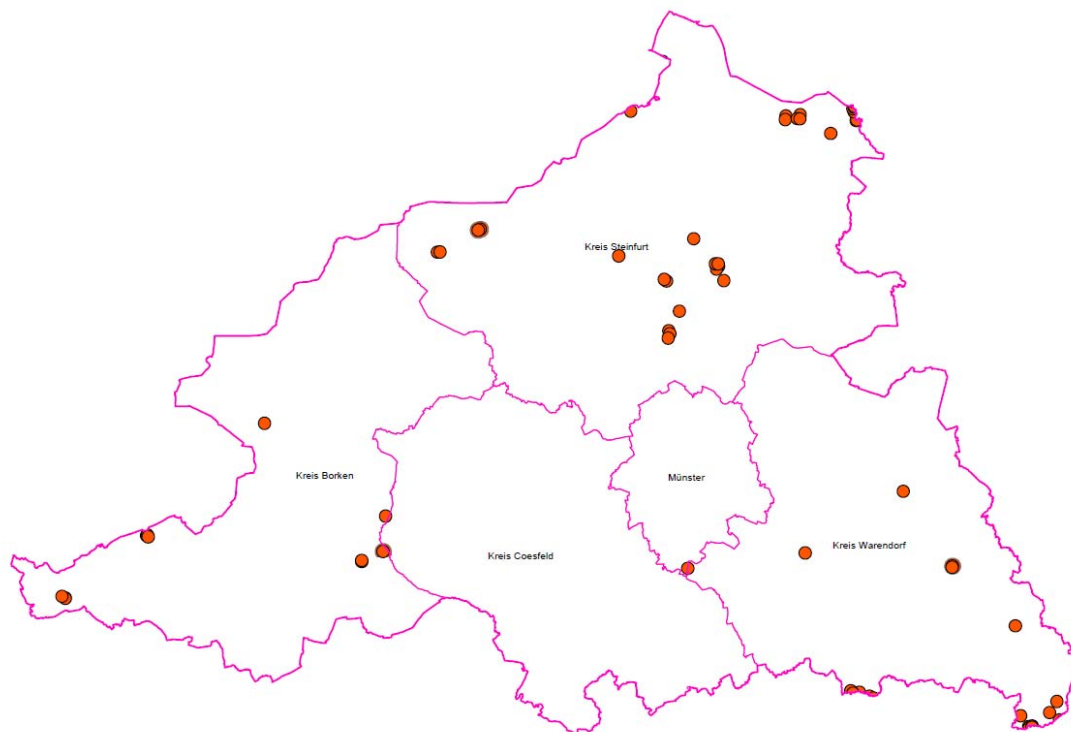 Kreis Steinfurt
Kreis Borken
Münster
Kreis Coesfeld
Kreis Warendorf